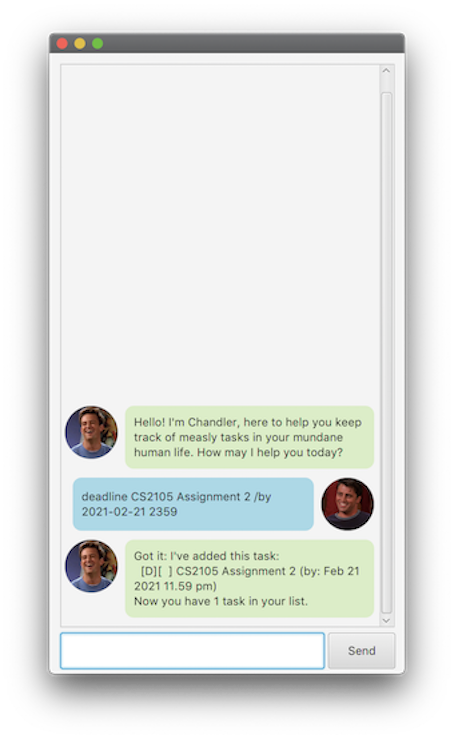 Hello! I'm Chandler, here to help you keep
track of measly tasks in your mundane
human life. How may I help you today?
deadline CS2105 Assignment 2 /by
2021-02-21 2359
Got it: I've added this task:
[D][  ] CS2105 Assignment 2 (by: Feb 21
2021 11.59 pm)
Now you have 1 task in your list.
Send